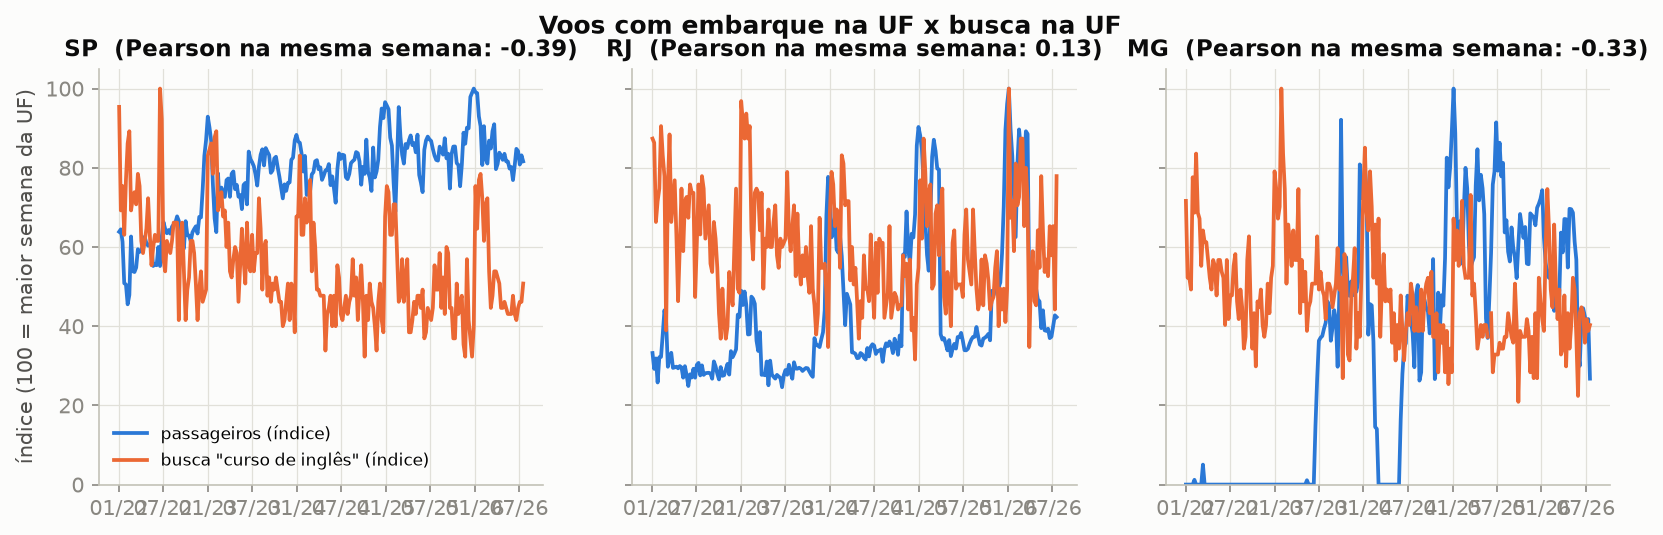 Voos com embarque na UF x busca na UF
SP (Pearson na mesma semana: -0.39)
RJ (Pearson na mesma semana: 0.13)
MG (Pearson na mesma semana: -0.33)
índice (100 = maior semana da UF)
100
80
60
40
20
0
passageiros (índice)
busca "curso de inglês" (índice)
01/22 07/22 01/23 07/23 01/24 07/24 01/25 07/25 01/26 07/26
01/22 07/22 01/23 07/23 01/24 07/24 01/25 07/25 01/26 07/26
01/22 07/22 01/23 07/23 01/24 07/24 01/25 07/25 01/26 07/26